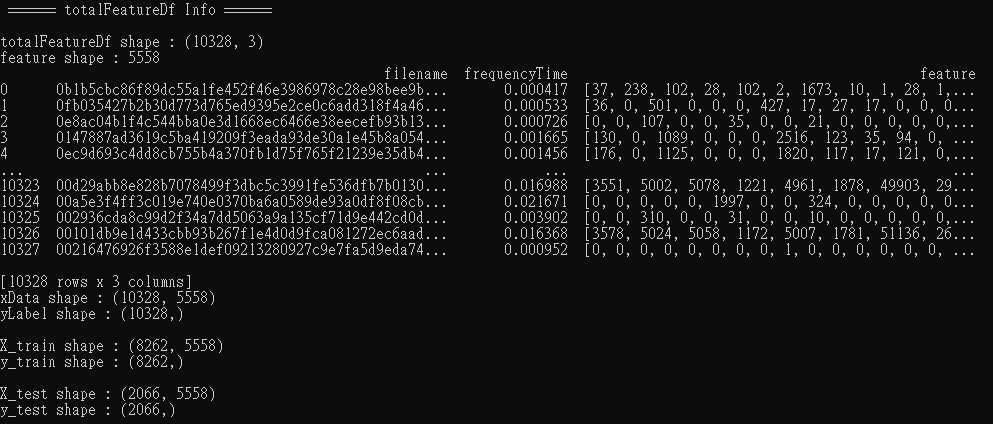 ══════ totalFeatureDf Info ══════
totalFeatureDf shape : (10328, 3)
feature shape : 5558
filename frequencyTime feature
0 0b1b5cbc86f89dc55a1fe452f46e3986978c28e98bee9b... 0.000417 [37, 238, 102, 28, 102, 2, 1673, 10, 1, 28, 1,...
1 0fb035427b2b30d773d765ed9395e2ce0c6add318f4a46... 0.000533 [36, 0, 501, 0, 0, 0, 427, 17, 27, 17, 0, 0, 0...
2 0e8ac04b1f4c544bba0e3d1668ec6466e38eecefb93b13... 0.000726 [0, 0, 107, 0, 0, 35, 0, 0, 21, 0, 0, 0, 0, 0,...
3 0147887ad3619c5ba419209f3eada93de30a1e45b8a054... 0.001665 [130, 0, 1089, 0, 0, 0, 2516, 123, 35, 94, 0, ...
4 0ec9d693c4dd8cb755b4a370fb1d75f765f21239e35db4... 0.001456 [176, 0, 1125, 0, 0, 0, 1820, 117, 17, 121, 0,...
... ... ... ...
10323 00d29abb8e828b7078499f3dbc5c3991fe536dfb7b0130... 0.016988 [3551, 5002, 5078, 1221, 4961, 1878, 49903, 29...
10324 00a5e3f4ff3c019e740e0370ba6a0589de93a0df8f08cb... 0.021671 [0, 0, 0, 0, 0, 1997, 0, 0, 324, 0, 0, 0, 0, 0...
10325 002936cda8c99d2f34a7dd5063a9a135cf71d9e442cd0d... 0.003902 [0, 0, 310, 0, 0, 31, 0, 0, 10, 0, 0, 0, 0, 0,...
10326 00101db9e1d433cbb93b267f1e4d0d9fca081272ec6aad... 0.016368 [3578, 5024, 5058, 1172, 5007, 1781, 51136, 26...
10327 00216476926f3588e1def09213280927c9e7fa5d9eda74... 0.000952 [0, 0, 0, 0, 0, 0, 0, 0, 1, 0, 0, 0, 0, 0, 0, ...
[10328 rows x 3 columns]
xData shape : (10328, 5558)
yLabel shape : (10328,)
X_train shape : (8262, 5558)
y_train shape : (8262,)
X_test shape : (2066, 5558)
y_test shape : (2066,)